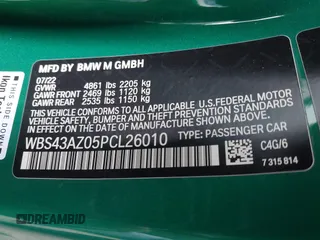 MFD BY BMW M GMBH
07/22
GVWR 4861 lbs 2205 kg
GAWR FRONT 2469 lbs 1120 kg
GAWR REAR 2535 lbs 1150 kg
THIS VEHICLE CONFORMS TO ALL APPLICABLE U.S. FEDERAL
MOTOR VEHICLE SAFETY, BUMPER, AND THEFT PREVENTION
STANDARDS IN EFFECT ON THE DATE OF MANUFACTURE
SHOWN ABOVE.
WBS43AZ05PCL26010 TYPE: PASSENGER CAR
C4G/6
7 315 814
THIS SIDE DOWN
DREAMBID